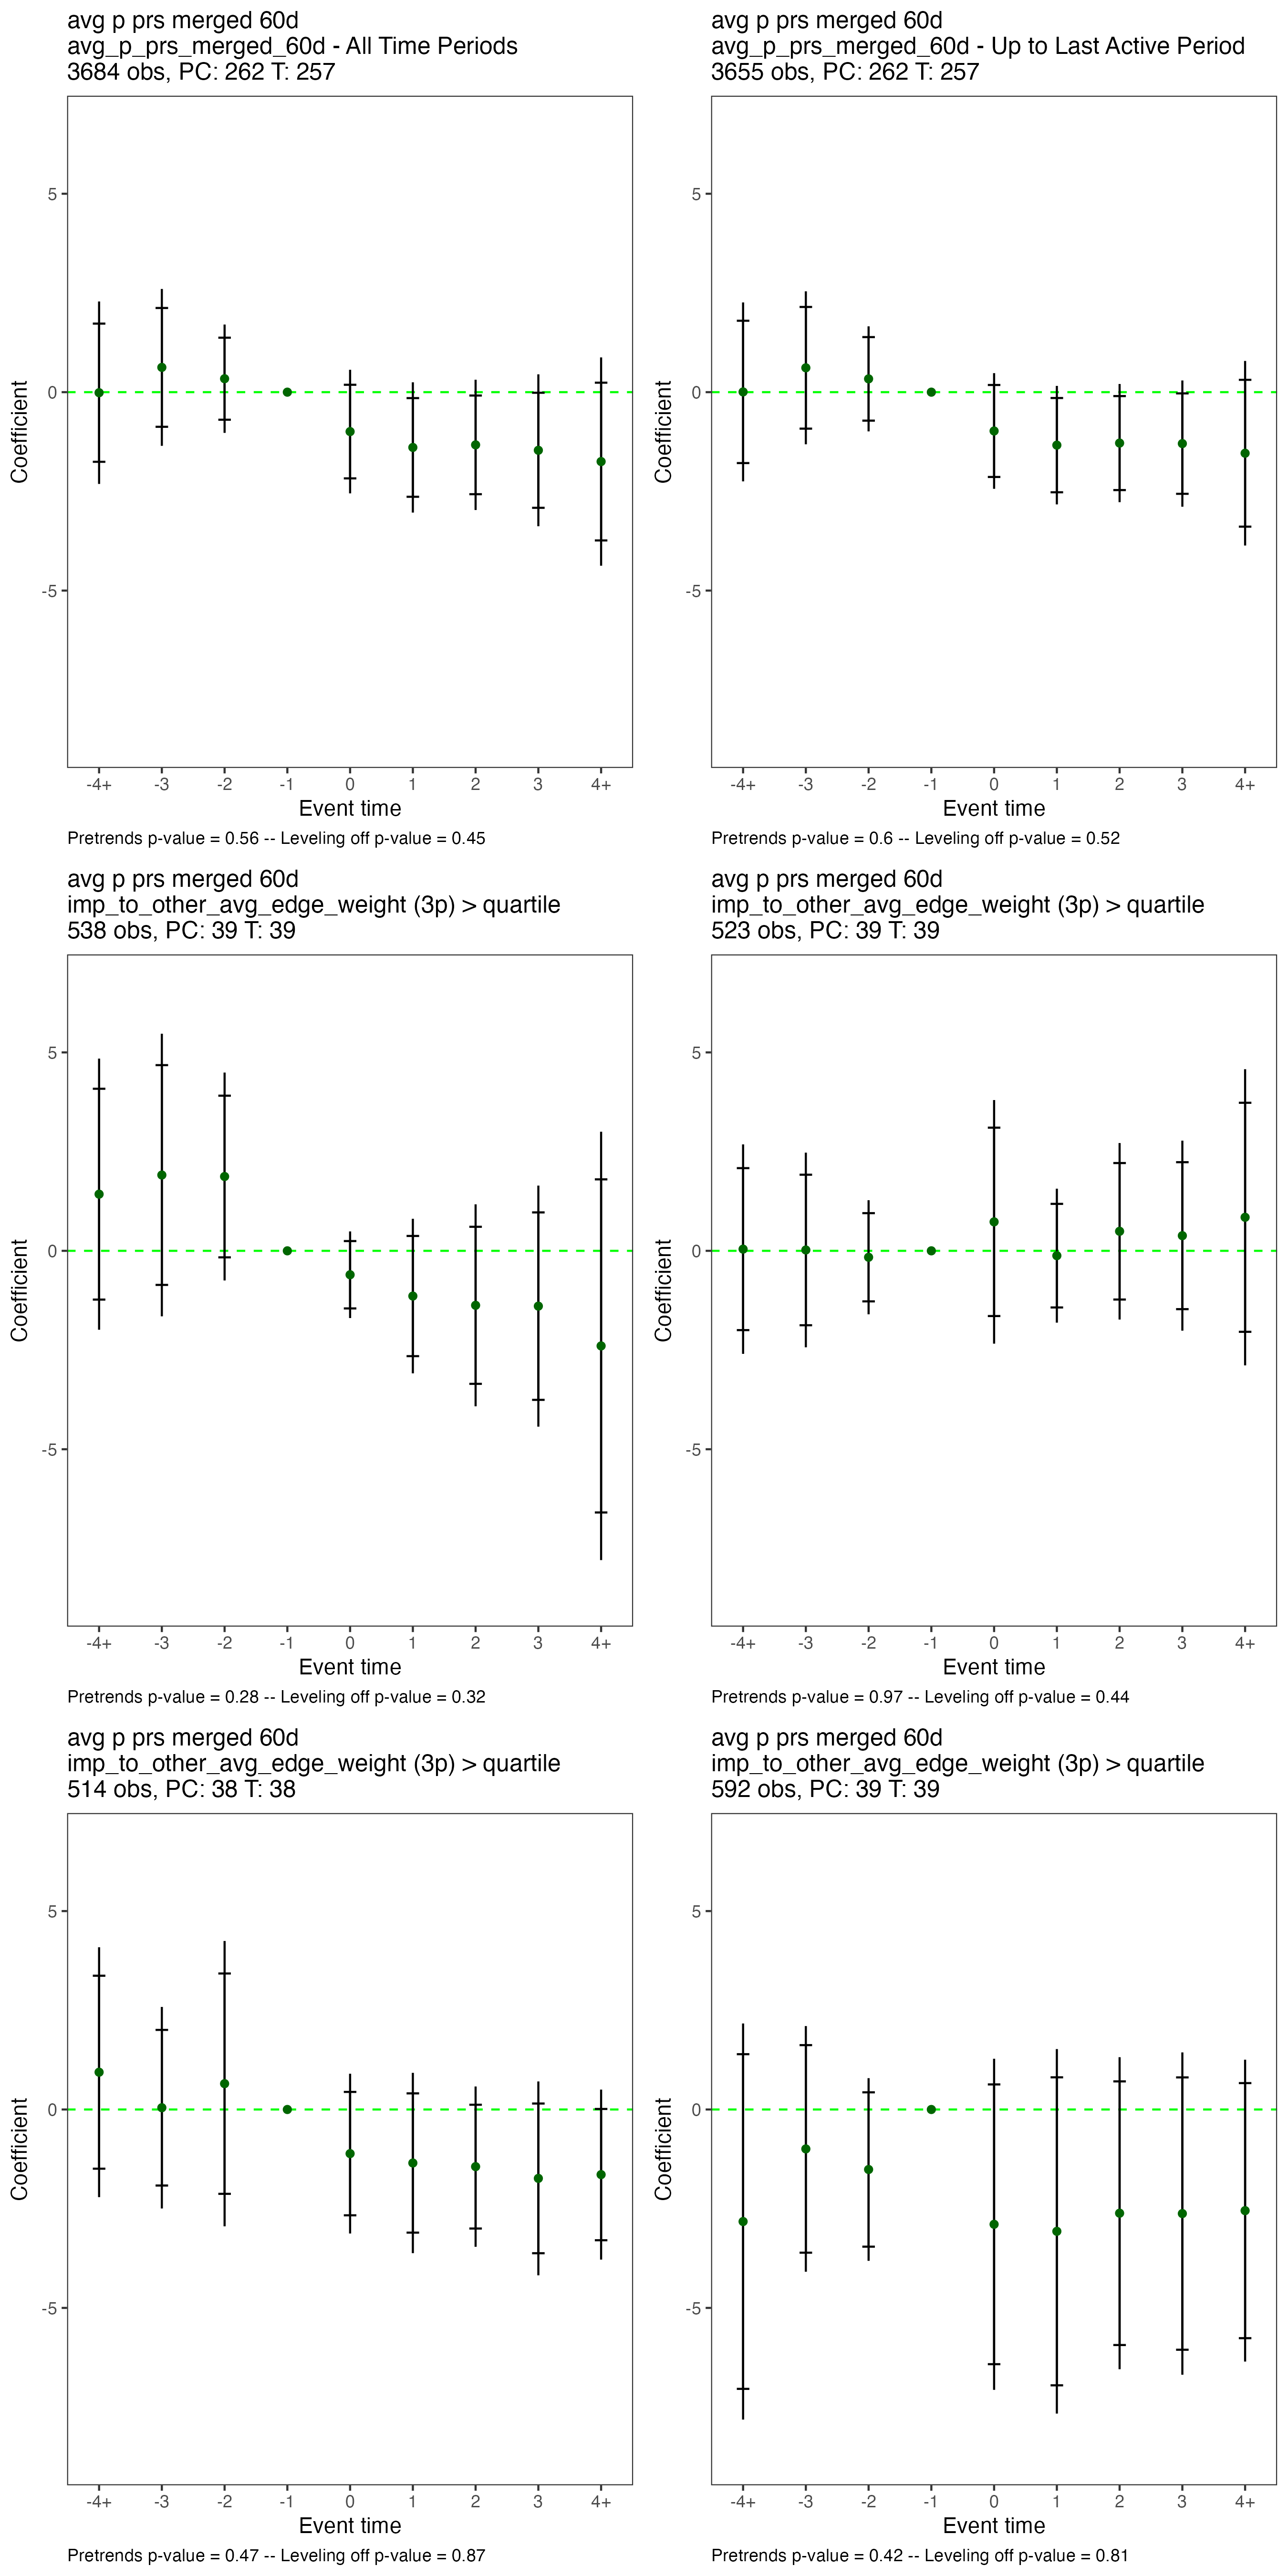 avg p prs merged 60d
avg_p_prs_merged_60d - All Time Periods
3684 obs, PC: 262 T: 257
5
0
-5
Coefficient
-4+ -3 -2 -1 0 1 2 3 4+
Event time
Pretrends p-value = 0.56 -- Leveling off p-value = 0.45
avg p prs merged 60d
avg_p_prs_merged_60d - Up to Last Active Period
3655 obs, PC: 262 T: 257
5
0
-5
Coefficient
-4+ -3 -2 -1 0 1 2 3 4+
Event time
Pretrends p-value = 0.6 -- Leveling off p-value = 0.52
avg p prs merged 60d
imp_to_other_avg_edge_weight (3p) > quartile
538 obs, PC: 39 T: 39
5
0
-5
Coefficient
-4+ -3 -2 -1 0 1 2 3 4+
Event time
Pretrends p-value = 0.28 -- Leveling off p-value = 0.32
avg p prs merged 60d
imp_to_other_avg_edge_weight (3p) > quartile
523 obs, PC: 39 T: 39
5
0
-5
Coefficient
-4+ -3 -2 -1 0 1 2 3 4+
Event time
Pretrends p-value = 0.97 -- Leveling off p-value = 0.44
avg p prs merged 60d
imp_to_other_avg_edge_weight (3p) > quartile
514 obs, PC: 38 T: 38
5
0
-5
Coefficient
-4+ -3 -2 -1 0 1 2 3 4+
Event time
Pretrends p-value = 0.47 -- Leveling off p-value = 0.87
avg p prs merged 60d
imp_to_other_avg_edge_weight (3p) > quartile
592 obs, PC: 39 T: 39
5
0
-5
Coefficient
-4+ -3 -2 -1 0 1 2 3 4+
Event time
Pretrends p-value = 0.42 -- Leveling off p-value = 0.81